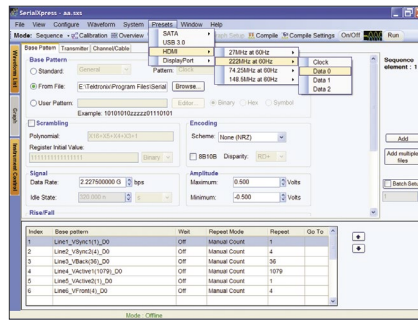 SerialXpress - aa.sxs
File View Configure Waveform System Presets Window Help
Mode: Sequence Calibration Overview Compile Compile Settings On/Off Run
SATA
USB 3.0
HDMI
DisplayPort
27MHz at 60Hz
222MHz at 60Hz
74.25MHz at 60Hz
148.5MHz at 60Hz
Clock
Data 0
Data 1
Data 2
Waveform List
Graph
Instrument Control
Base Pattern Transmitter Channel/Cable
Base Pattern
Standard: General Pattern: Clock
From File: E:\Tektronix\Program Files\Serial Browse...
User Pattern: Editor... Binary Hex Symbol
Example: 10101010zzzzz01110101
Scrambling
Polynomial: X16+X5+X4+X3+1
Register Initial Value:
1111111111111111 Binary
Encoding
Scheme: None (NRZ)
8B10B Disparity: RD+
Signal
Data Rate: 2.227500000 G bps
Idle State:
Amplitude
Maximum: 0.500 Volts
Minimum: -0.500 Volts
Rise/Fall
Sequence
element : 1
Add
Add multiple
files
Batch Setu
Index Base pattern Wait Repeat Mode Repeat Go To
1 Line1_VSync1(1)_D0 Off Manual Count 1
2 Line2_VSync2(4)_D0 Off Manual Count 4
3 Line3_VBack(36)_D0 Off Manual Count 36
4 Line4_VActive1(1079)_D0 Off Manual Count 1079
5 Line5_VActive2(1)_D0 Off Manual Count 1
6 Line6_VFront(4)_D0 Off Manual Count 4
Mode : Offline